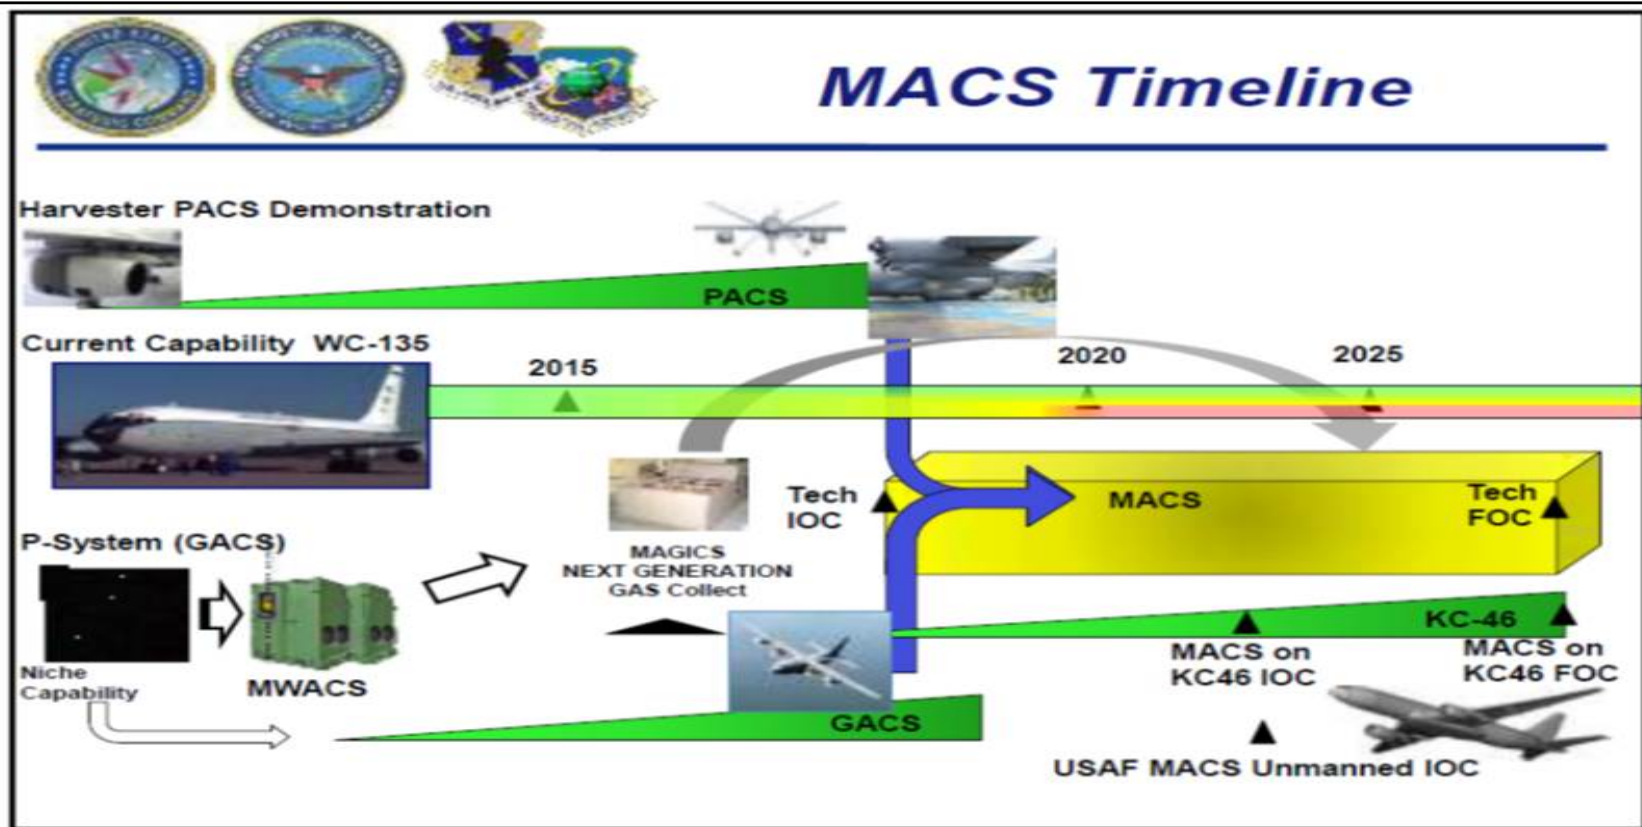 MACS Timeline
Harvester PACS Demonstration
PACS
Current Capability WC-135
2015
2020
2025
Tech
IOC
MACS
Tech
FOC
P-System (GACS)
MAGICS
NEXT GENERATION
GAS Collect
KC-46
MACS on
KC46 IOC
MACS on
KC46 FOC
Niche
Capability
MWACS
GACS
USAF MACS Unmanned IOC